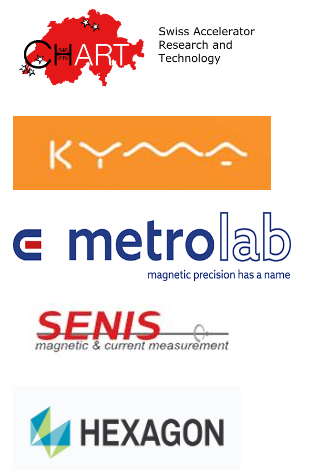 CHART
Swiss Accelerator
Research and
Technology
KYMA
metrolab
magnetic precision has a name
SENIS
magnetic & current measurement
HEXAGON